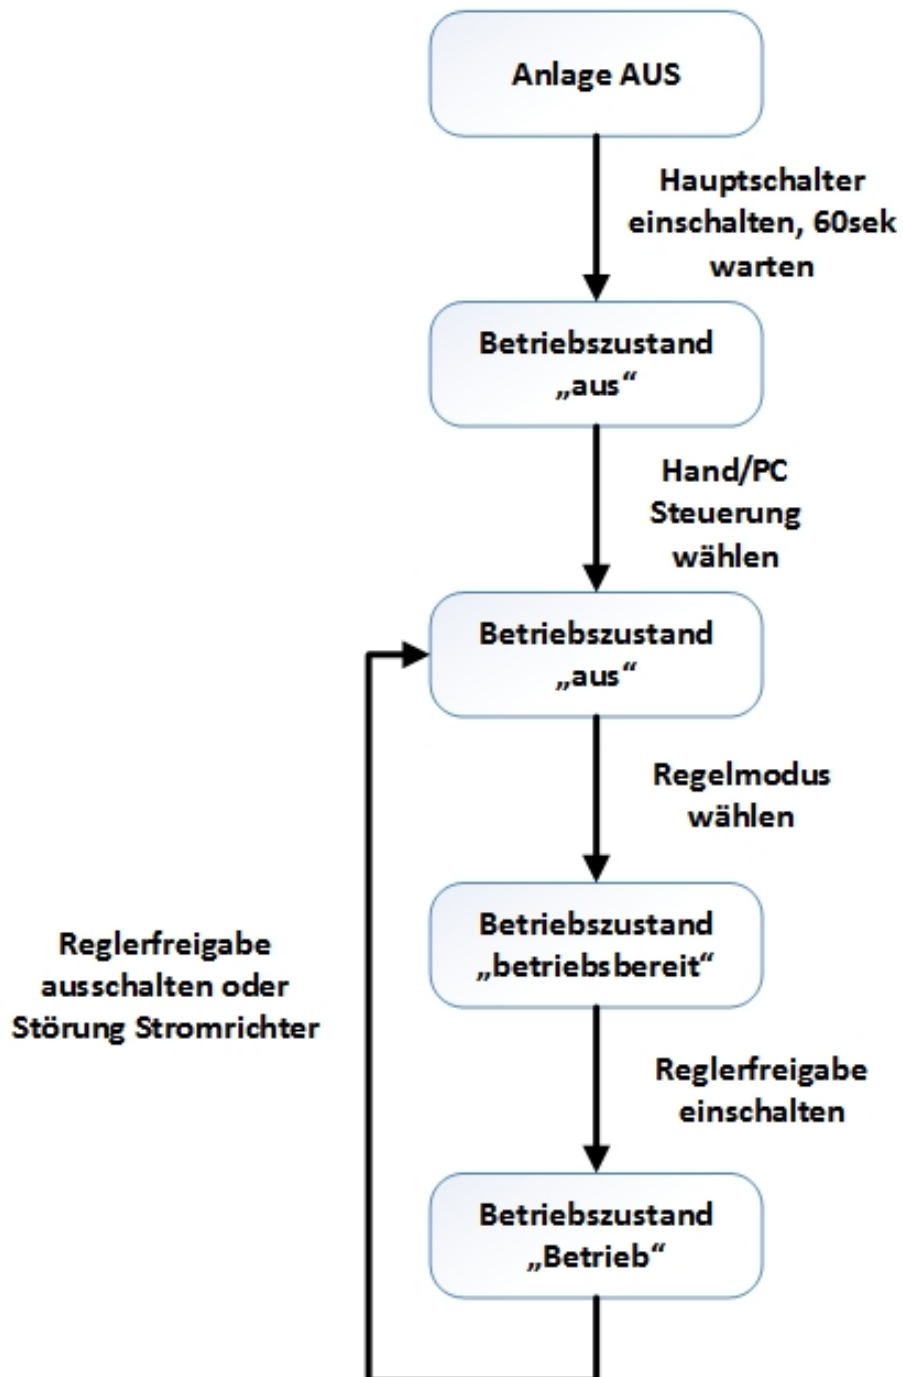 Anlage AUS
Hauptschalter
einschalten, 60sek
warten
Betriebszustand
„aus“
Hand/PC
Steuerung
wählen
Betriebszustand
„aus“
Regelmodus
wählen
Betriebszustand
„betriebsbereit“
Reglerfreigabe
ausschalten oder
Störung Stromrichter
Reglerfreigabe
einschalten
Betriebszustand
„Betrieb“